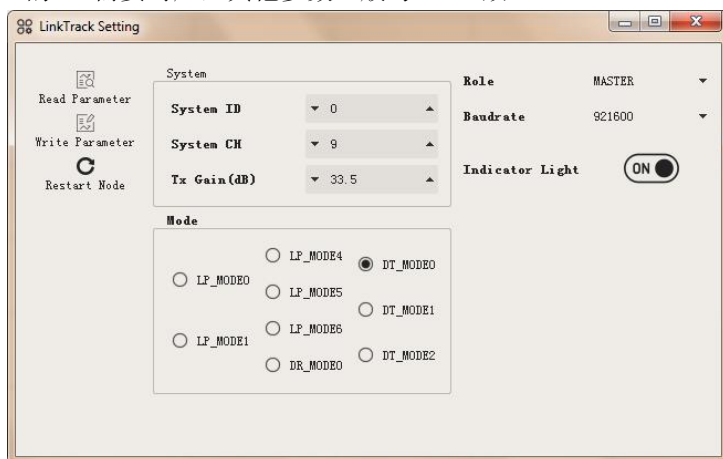 LinkTrack Setting
Read Parameter
Write Parameter
Restart Node
System
System ID 0
System CH 9
Tx Gain(dB) 33.5
Role MASTER
Baudrate 921600
Indicator Light ON
Mode
LP_MODE0
LP_MODE1
LP_MODE4
LP_MODE5
LP_MODE6
DR_MODE0
DT_MODE0
DT_MODE1
DT_MODE2